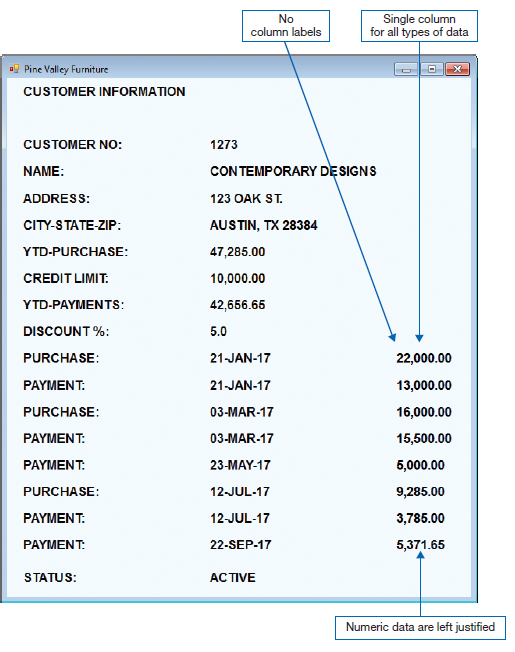 No
column labels
Single column
for all types of data
Pine Valley Furniture
CUSTOMER INFORMATION
CUSTOMER NO: 1273
NAME: CONTEMPORARY DESIGNS
ADDRESS: 123 OAK ST.
CITY-STATE-ZIP: AUSTIN, TX 28384
YTD-PURCHASE: 47,285.00
CREDIT LIMIT: 10,000.00
YTD-PAYMENTS: 42,656.65
DISCOUNT %: 5.0
PURCHASE: 21-JAN-17 22,000.00
PAYMENT: 21-JAN-17 13,000.00
PURCHASE: 03-MAR-17 16,000.00
PAYMENT: 03-MAR-17 15,500.00
PAYMENT: 23-MAY-17 5,000.00
PURCHASE: 12-JUL-17 9,285.00
PAYMENT: 12-JUL-17 3,785.00
PAYMENT: 22-SEP-17 5,371.65
STATUS: ACTIVE
Numeric data are left justified